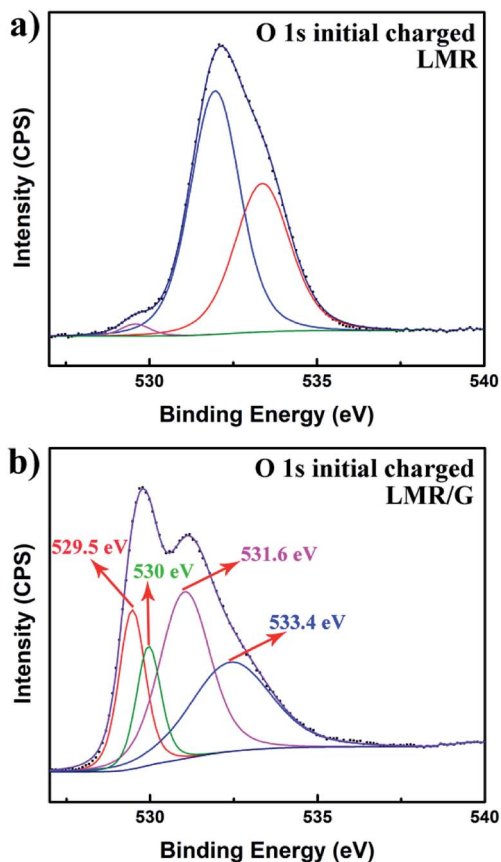 a)
O 1s initial charged
LMR
Intensity (CPS)
530
535
540
Binding Energy (eV)
b)
O 1s initial charged
LMR/G
529.5 eV
530 eV
531.6 eV
533.4 eV
Intensity (CPS)
530
535
540
Binding Energy (eV)